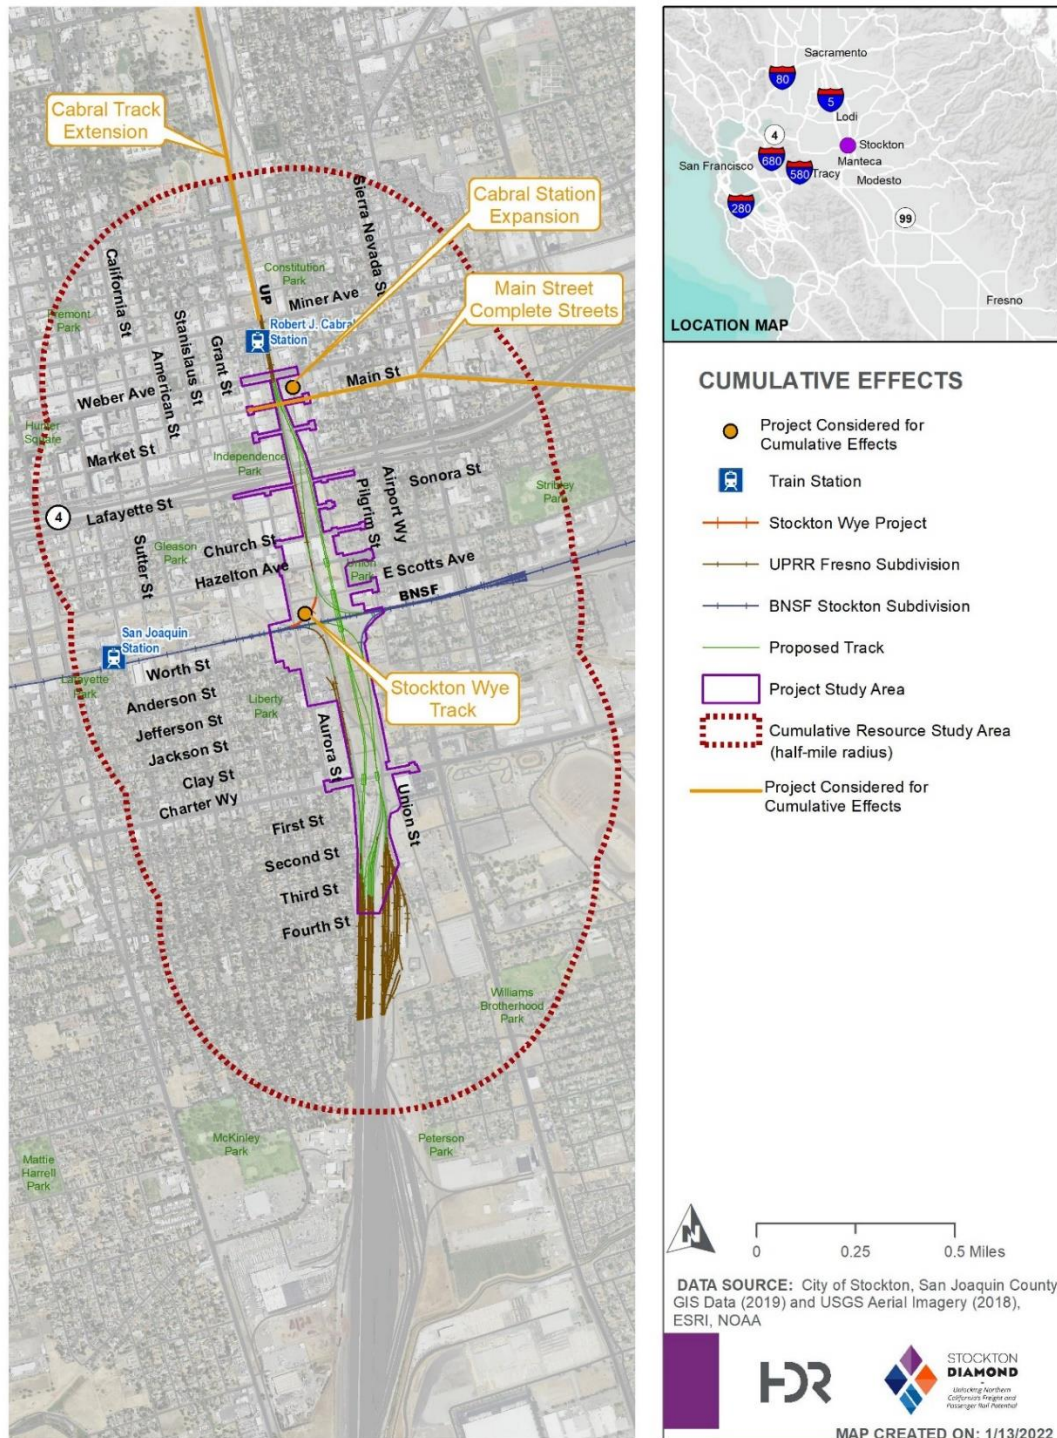 Cabral Track
Extension
Cabral Station
Expansion
Main Street
Complete Streets
Sierra Nevada St
Constitution
Park
UP
Miner Ave
California St
Fremont
Park
Stanislaus St
American St
Grant St
Robert J. Cabral
Station
Main St
Weber Ave
Hunter
Square
Market St
Independence
Park
Airport Wy
Pilgrim St
Sonora St
Stribley
Park
4
Lafayette St
Sutter St
Gleason
Park
Church St
Hazelton Ave
Union
Park
E Scotts Ave
BNSF
San Joaquin
Station
Lafayette
Park
Worth St
Anderson St
Jefferson St
Jackson St
Clay St
Charter Wy
Liberty
Park
Stockton Wye
Track
Aurora St
Union St
First St
Second St
Third St
Fourth St
Williams
Brotherhood
Park
McKinley
Park
Peterson
Park
Mattie
Harrell
Park
Sacramento
80
5
Lodi
4
Stockton
San Francisco
680
580
Manteca
Tracy
Modesto
280
99
Fresno
LOCATION MAP
CUMULATIVE EFFECTS
Project Considered for
Cumulative Effects
Train Station
Stockton Wye Project
UPRR Fresno Subdivision
BNSF Stockton Subdivision
Proposed Track
Project Study Area
Cumulative Resource Study Area
(half-mile radius)
Project Considered for
Cumulative Effects
N
0 0.25 0.5 Miles
DATA SOURCE: City of Stockton, San Joaquin County
GIS Data (2019) and USGS Aerial Imagery (2018),
ESRI, NOAA
HDR
STOCKTON
DIAMOND
Unlocking Northern
California's Freight and
Passenger Rail Potential
MAP CREATED ON: 1/13/2022